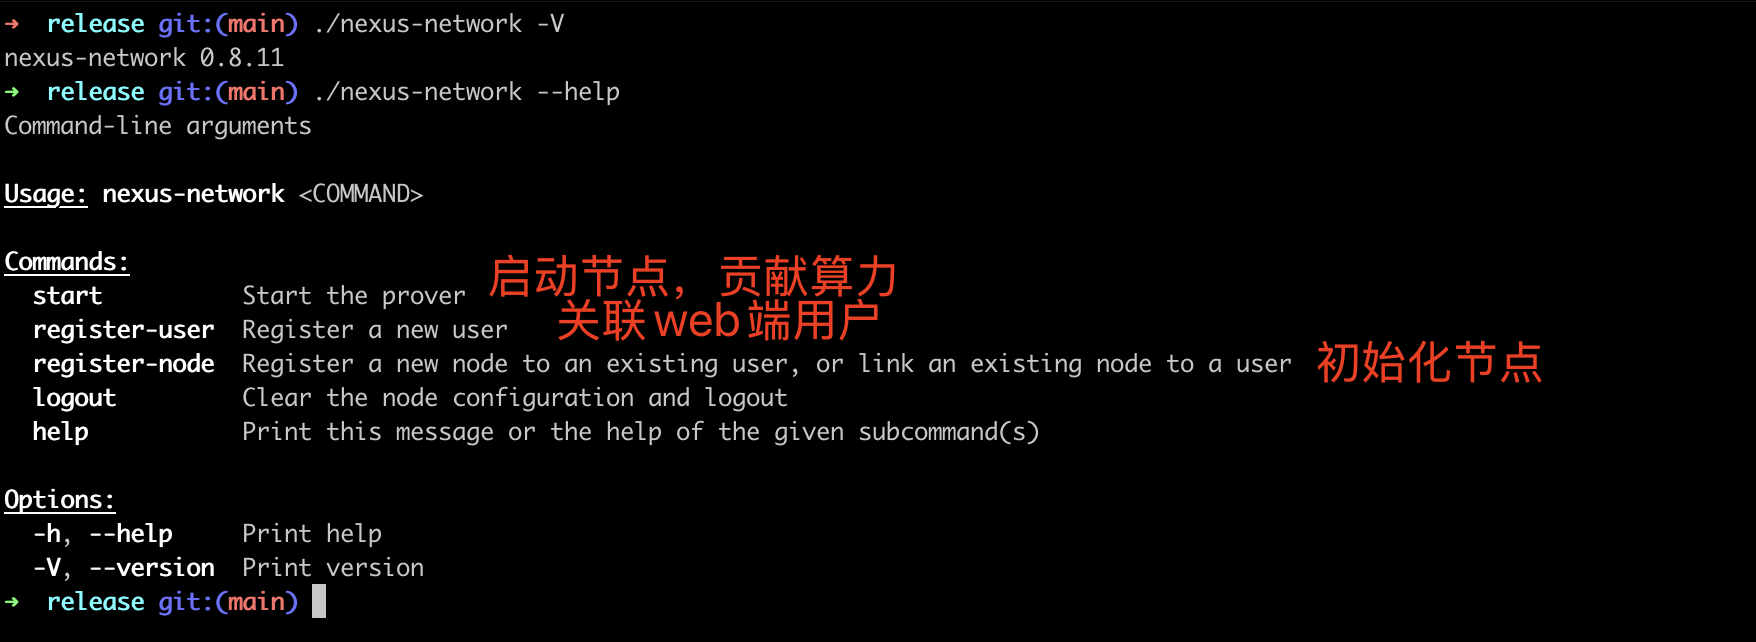 ➜  release git:(main) ./nexus-network -V
nexus-network 0.8.11
➜  release git:(main) ./nexus-network --help
Command-line arguments
Usage: nexus-network <COMMAND>
Commands:
start Start the prover 启动节点，贡献算力
register-user Register a new user 关联web端用户
register-node Register a new node to an existing user, or link an existing node to a user 初始化节点
logout Clear the node configuration and logout
help Print this message or the help of the given subcommand(s)
Options:
-h, --help Print help
-V, --version Print version
➜  release git:(main)